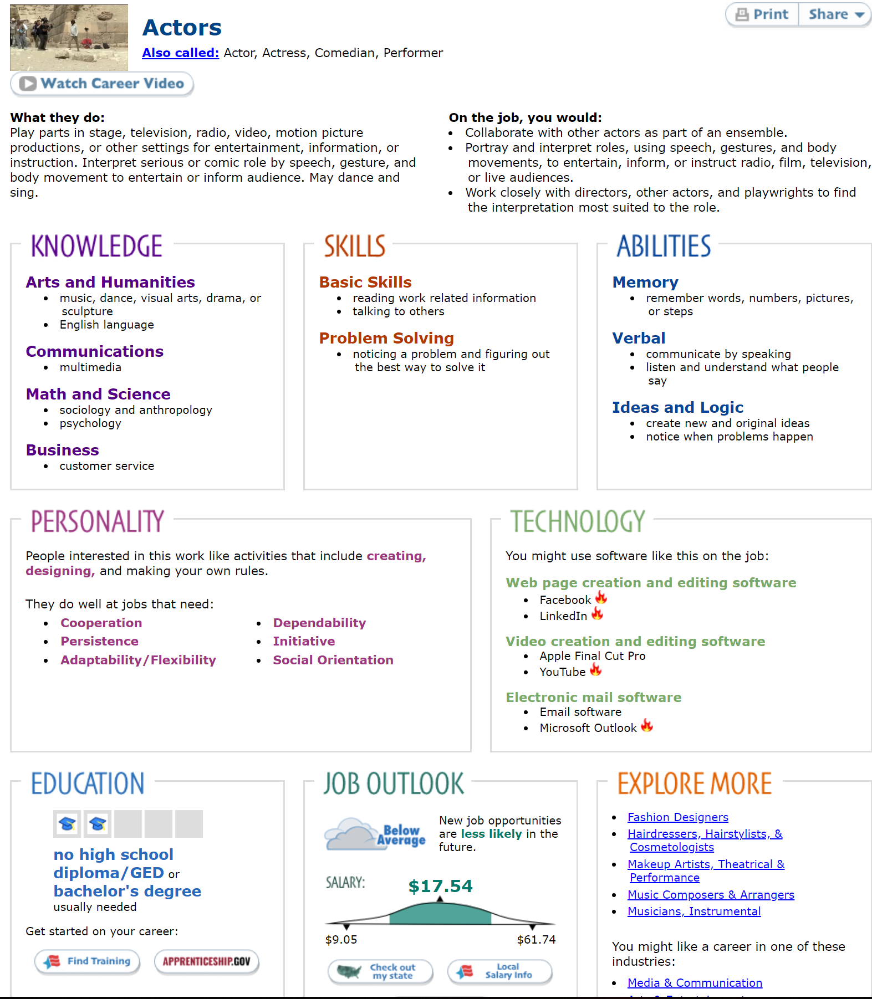 Actors
Print
Share
Also called: Actor, Actress, Comedian, Performer
Watch Career Video
What they do:
Play parts in stage, television, radio, video, motion picture
productions, or other settings for entertainment, information, or
instruction. Interpret serious or comic role by speech, gesture, and
body movement to entertain or inform audience. May dance and
sing.
On the job, you would:
• Collaborate with other actors as part of an ensemble.
• Portray and interpret roles, using speech, gestures, and body
movements, to entertain, inform, or instruct radio, film, television,
or live audiences.
• Work closely with directors, other actors, and playwrights to find
the interpretation most suited to the role.
KNOWLEDGE
Arts and Humanities
• music, dance, visual arts, drama, or
sculpture
• English language
Communications
• multimedia
Math and Science
• sociology and anthropology
• psychology
Business
• customer service
SKILLS
Basic Skills
• reading work related information
• talking to others
Problem Solving
• noticing a problem and figuring out
the best way to solve it
ABILITIES
Memory
• remember words, numbers, pictures,
or steps
Verbal
• communicate by speaking
• listen and understand what people
say
Ideas and Logic
• create new and original ideas
• notice when problems happen
PERSONALITY
People interested in this work like activities that include creating,
designing, and making your own rules.
They do well at jobs that need:
• Cooperation
• Persistence
• Adaptability/Flexibility
• Dependability
• Initiative
• Social Orientation
TECHNOLOGY
You might use software like this on the job:
Web page creation and editing software
• Facebook
• LinkedIn
Video creation and editing software
• Apple Final Cut Pro
• YouTube
Electronic mail software
• Email software
• Microsoft Outlook
EDUCATION
no high school
diploma/GED or
bachelor's degree
usually needed
Get started on your career:
Find Training
APPRENTICESHIP.GOV
JOB OUTLOOK
Below
Average
New job opportunities
are less likely in the
future.
SALARY:
$17.54
$9.05
$61.74
Check out
my state
Local
Salary Info
EXPLORE MORE
• Fashion Designers
• Hairdressers, Hairstylists, &
Cosmetologists
• Makeup Artists, Theatrical &
Performance
• Music Composers & Arrangers
• Musicians, Instrumental
You might like a career in one of these
industries:
• Media & Communication